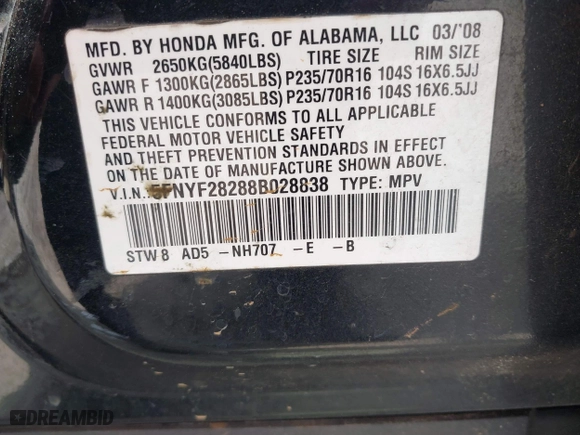 MFD. BY HONDA MFG. OF ALABAMA, LLC 03/'08
GVWR 2650KG(5840LBS) TIRE SIZE RIM SIZE
GAWR F 1300KG(2865LBS) P235/70R16 104S 16X6.5JJ
GAWR R 1400KG(3085LBS) P235/70R16 104S 16X6.5JJ
THIS VEHICLE CONFORMS TO ALL APPLICABLE
FEDERAL MOTOR VEHICLE SAFETY
AND THEFT PREVENTION STANDARDS IN EFFECT
ON THE DATE OF MANUFACTURE SHOWN ABOVE.
V.I.N.: 5FNYF28288B028838 TYPE: MPV
STW8 AD5 -NH707 -E -B
DREAMBID